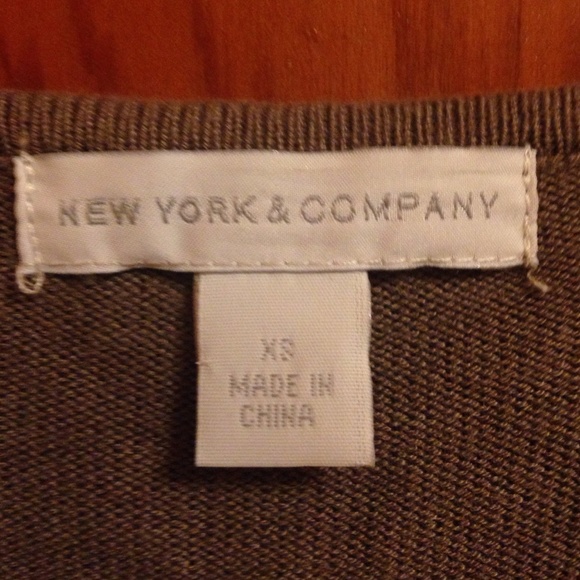 NEW YORK & COMPANY
XS
MADE IN
CHINA